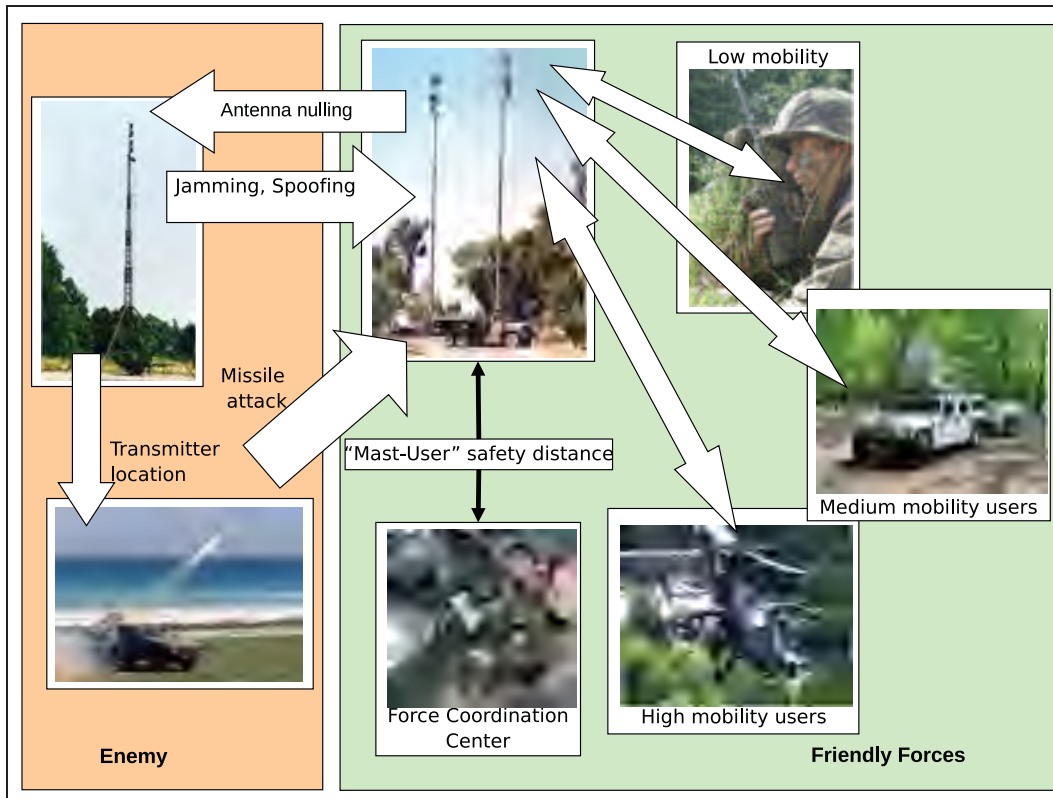 Low mobility
Antenna nulling
Jamming, Spoofing
Missile
attack
Transmitter
location
“Mast-User” safety distance
Medium mobility users
Force Coordination
Center
High mobility users
Enemy
Friendly Forces